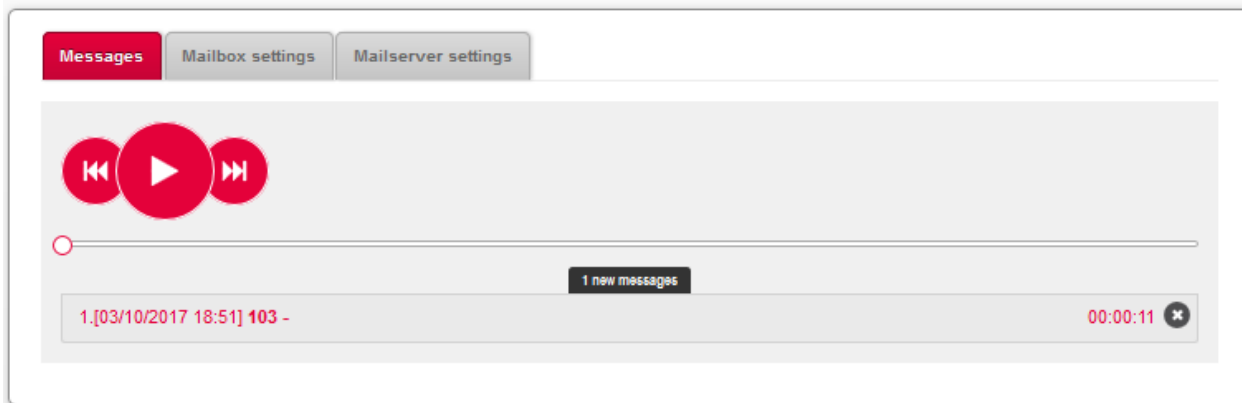 Messages Mailbox settings Mailserver settings
1 new messages
1.[03/10/2017 18:51] 103 - 00:00:11